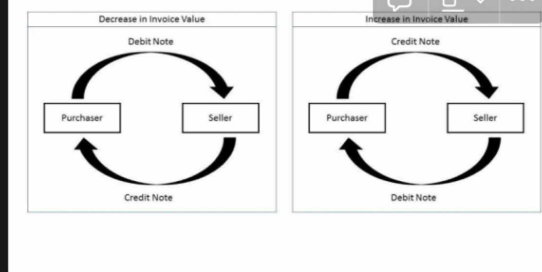 Decrease in Invoice Value
Debit Note
Purchaser
Seller
Credit Note
Increase in Invoice Value
Credit Note
Purchaser
Seller
Debit Note